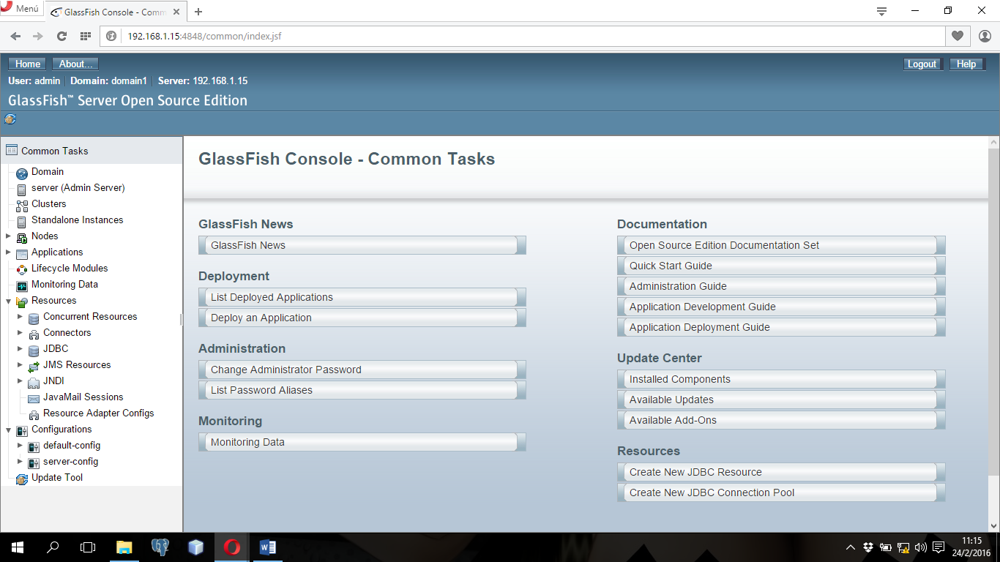 Menú
GlassFish Console - Comm
192.168.1.15:4848/common/index.jsf
Home About... Logout Help
User: admin Domain: domain1 Server: 192.168.1.15
GlassFish™ Server Open Source Edition
Common Tasks
Domain
server (Admin Server)
Clusters
Standalone Instances
Nodes
Applications
Lifecycle Modules
Monitoring Data
Resources
Concurrent Resources
Connectors
JDBC
JMS Resources
JNDI
JavaMail Sessions
Resource Adapter Configs
Configurations
default-config
server-config
Update Tool
GlassFish Console - Common Tasks
GlassFish News
GlassFish News
Deployment
List Deployed Applications
Deploy an Application
Administration
Change Administrator Password
List Password Aliases
Monitoring
Monitoring Data
Documentation
Open Source Edition Documentation Set
Quick Start Guide
Administration Guide
Application Development Guide
Application Deployment Guide
Update Center
Installed Components
Available Updates
Available Add-Ons
Resources
Create New JDBC Resource
Create New JDBC Connection Pool
11:15
24/2/2016